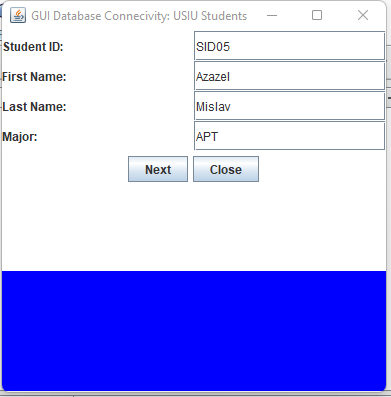 GUI Database Connecivity: USIU Students
Student ID: SID05
First Name: Azazel
Last Name: Mislav
Major: APT
Next Close